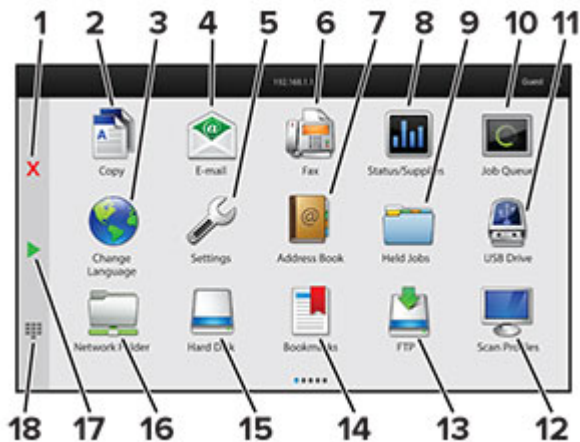 1 2 3 4 5 6 7 8 9 10 11
192.168.1.1 Guest
X
Copy E-mail Fax Status/Supplies Job Queue
Change Language Settings Address Book Held Jobs USB Drive
Network Folder Hard Disk Bookmarks FTP Scan Profiles
18 17 16 15 14 13 12